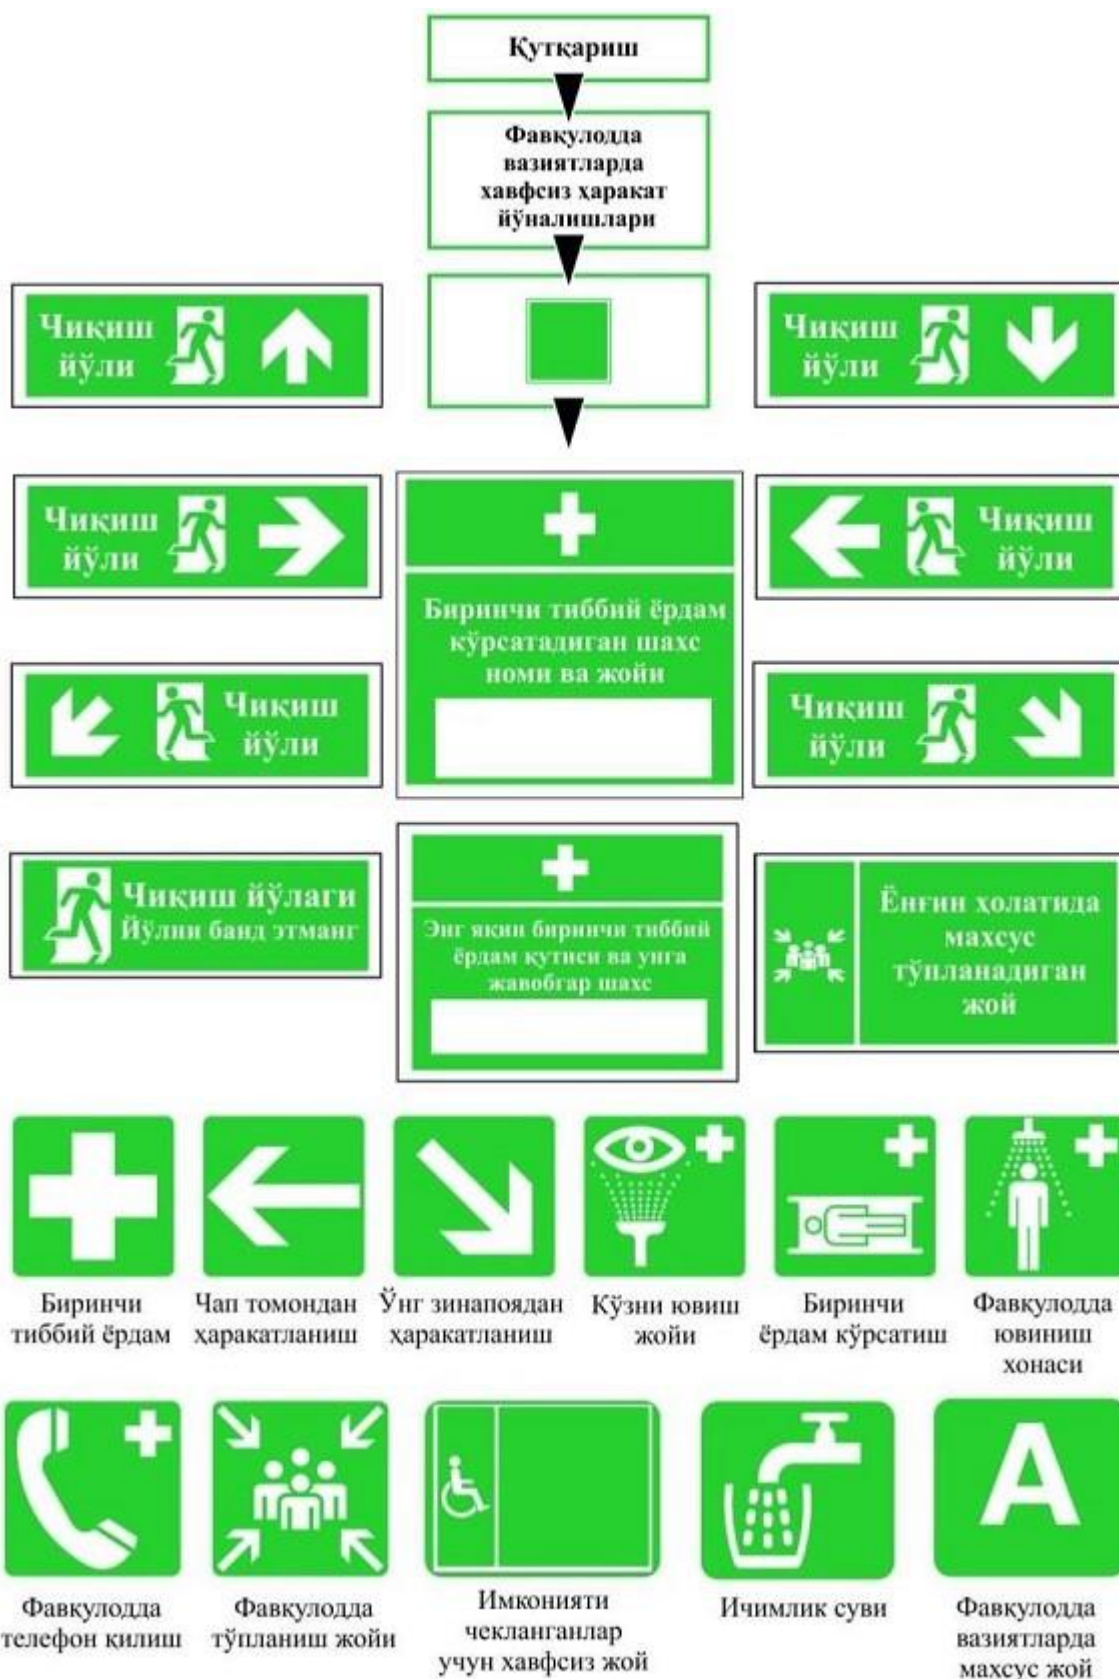 Қутқариш
Фавқулодда
вазиятларда
хавфсиз ҳаракат
йўналишлари
Чиқиш
йўли
Чиқиш
йўли
Чиқиш
йўли
Биринчи тиббий ёрдам
кўрсатадиган шахс
номи ва жойи
Чиқиш
йўли
Чиқиш
йўли
Чиқиш
йўли
Чиқиш йўлаги
Йўлни банд этманг
Энг яқин биринчи тиббий
ёрдам қутиси ва унга
жавобгар шахс
Ёнғин ҳолатида
махсус
тўпланадиган
жой
Биринчи
тиббий ёрдам
Чап томондан
ҳаракатланиш
Ўнг зинапоядан
ҳаракатланиш
Кўзни ювиш
жойи
Биринчи
ёрдам кўрсатиш
Фавқулодда
ювиниш
хонаси
A
Фавқулодда
телефон қилиш
Фавқулодда
тўпланиш жойи
Имконияти
чекланганлар
учун хавфсиз жой
Ичимлик суви
Фавқулодда
вазиятларда
махсус жой